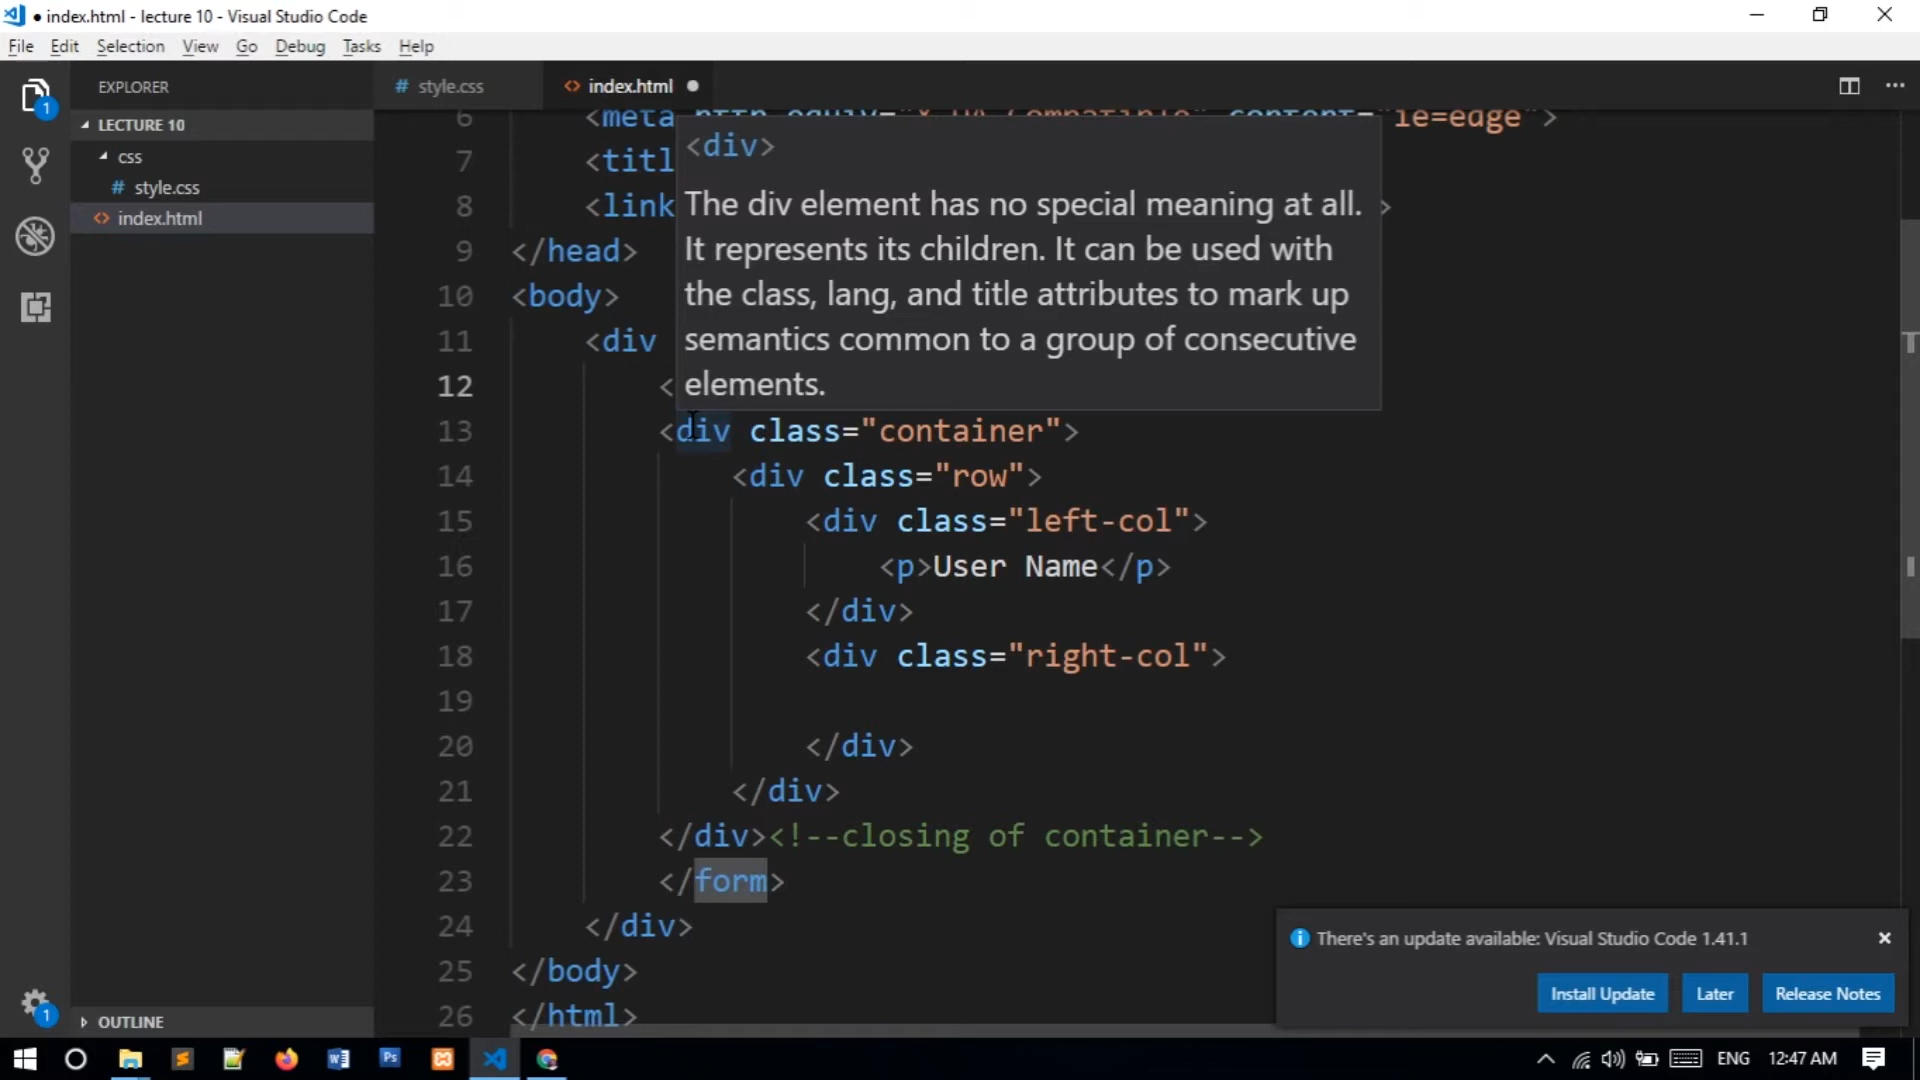 ● index.html - lecture 10 - Visual Studio Code
File Edit Selection View Go Debug Tasks Help
1
EXPLORER
LECTURE 10
css
# style.css
<> index.html
OUTLINE
1
# style.css <> index.html ●
6 <meta content="ie=edge">
7 <titl
8 <link >
9 </head>
10 <body>
11 <div
12 <
13 <div class="container">
14 <div class="row">
15 <div class="left-col">
16 <p>User Name</p>
17 </div>
18 <div class="right-col">
19
20 </div>
21 </div>
22 </div><!--closing of container-->
23 </form>
24 </div>
25 </body>
26 </html>
<div>
The div element has no special meaning at all.
It represents its children. It can be used with
the class, lang, and title attributes to mark up
semantics common to a group of consecutive
elements.
There's an update available: Visual Studio Code 1.41.1
Install Update Later Release Notes
ENG 12:47 AM